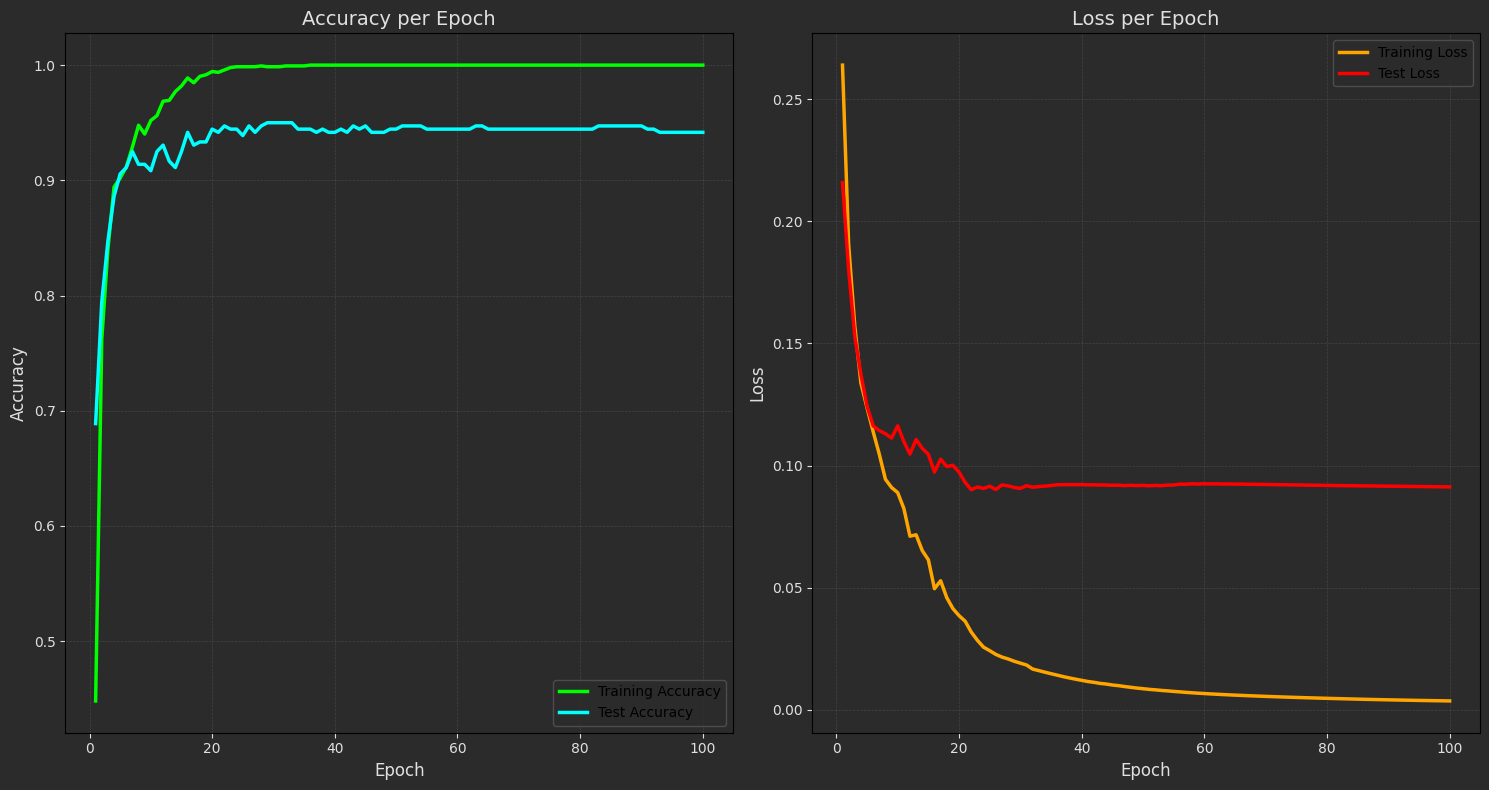 Accuracy per Epoch
1.0
0.9
0.8
0.7
0.6
0.5
Accuracy
0 20 40 60 80 100
Epoch
Training Accuracy
Test Accuracy
Loss per Epoch
0.25
0.20
0.15
0.10
0.05
0.00
Loss
0 20 40 60 80 100
Epoch
Training Loss
Test Loss